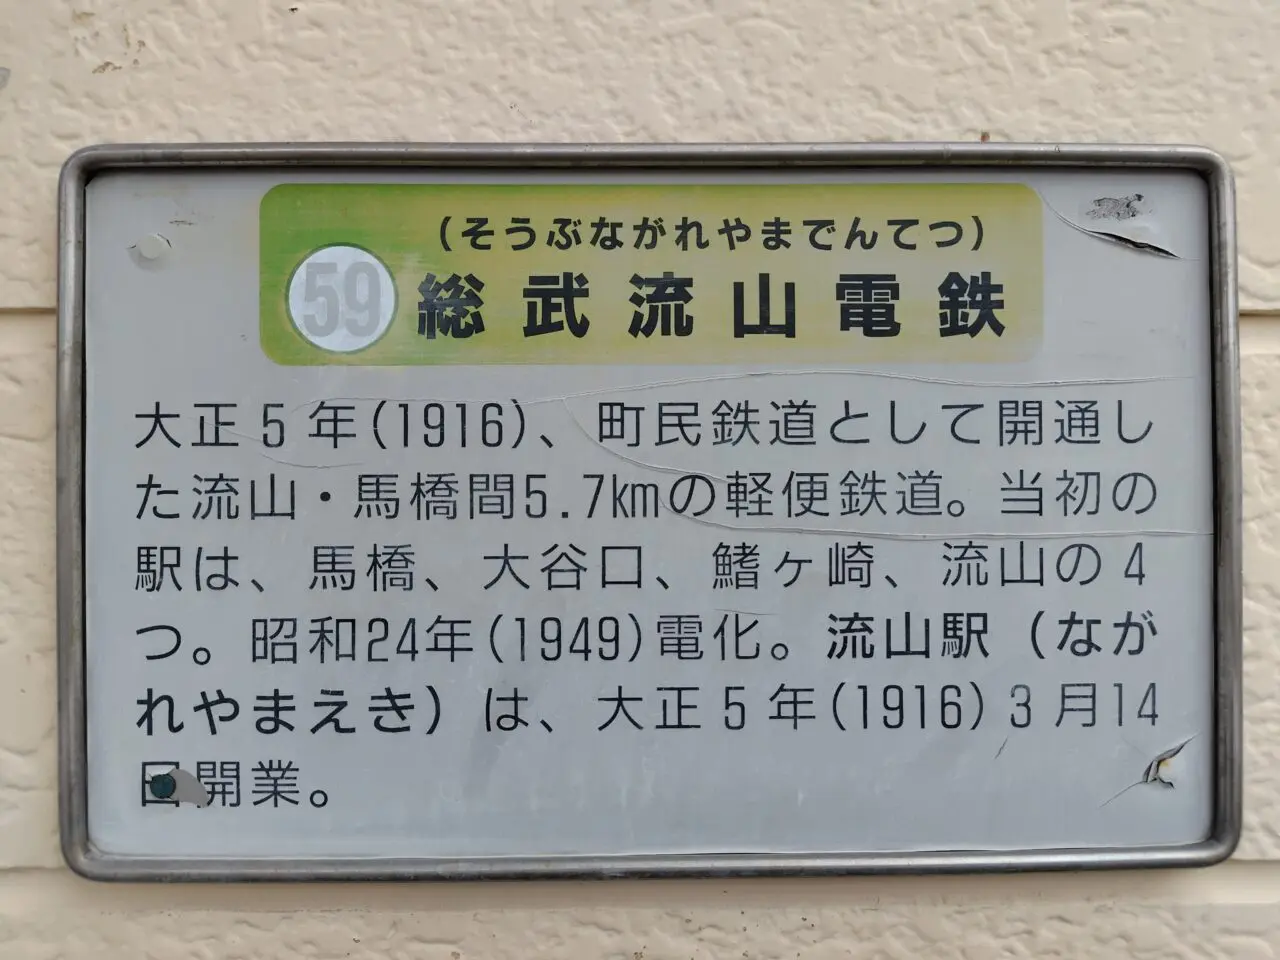 (そうぶながれやまでんてつ)
59 総武流山電鉄
大正5年(1916)、町民鉄道として開通し
た流山・馬橋間5.7kmの軽便鉄道。当初の
駅は、馬橋、大谷口、鰭ヶ崎、流山の4
つ。昭和24年(1949)電化。流山駅（なが
れやまえき）は、大正5年(1916)3月14
日開業。